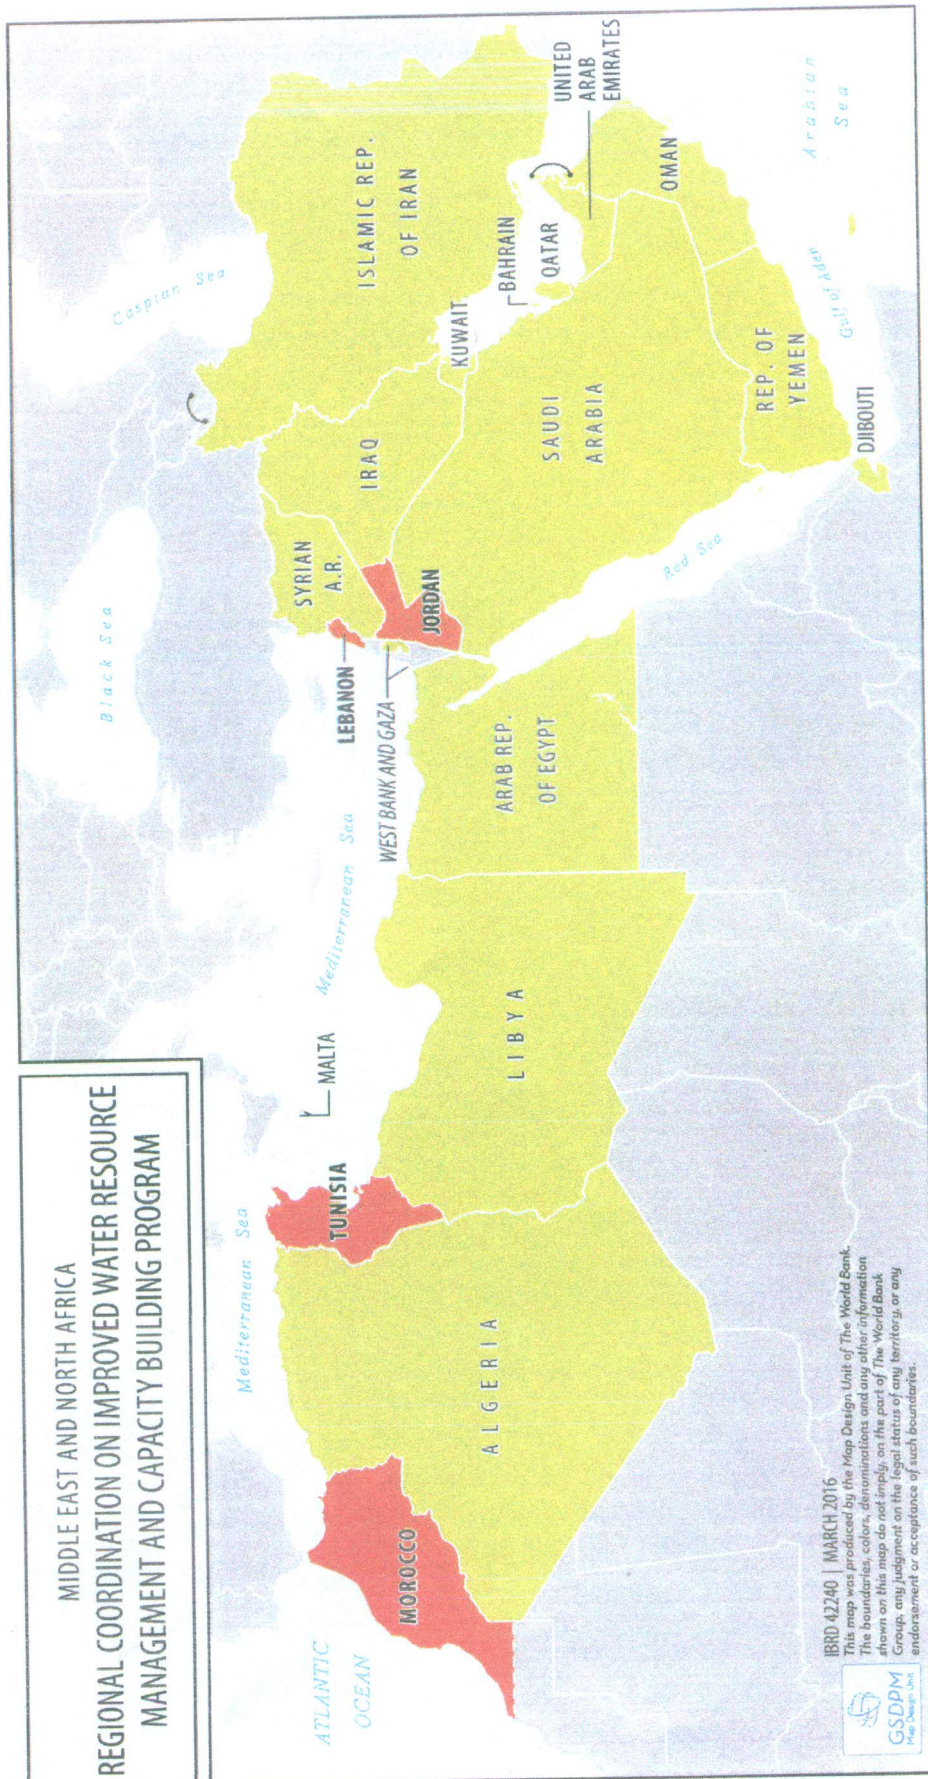 MIDDLE EAST AND NORTH AFRICA
REGIONAL COORDINATION ON IMPROVED WATER RESOURCE
MANAGEMENT AND CAPACITY BUILDING PROGRAM
Black Sea
Caspian Sea
Mediterranean Sea
Mediterranean Sea
ATLANTIC
OCEAN
MALTA
TUNISIA
MOROCCO
ALGERIA
LIBYA
ARAB REP.
OF EGYPT
LEBANON
WEST BANK AND GAZA
SYRIAN
A.R.
JORDAN
IRAQ
ISLAMIC REP.
OF IRAN
KUWAIT
BAHRAIN
QATAR
UNITED
ARAB
EMIRATES
SAUDI
ARABIA
OMAN
REP. OF
YEMEN
DJIBOUTI
Red Sea
Gulf of Aden
Arabian
Sea
GSDPM
Map Design Unit
IBRD 42240 | MARCH 2016
This map was produced by the Map Design Unit of The World Bank.
The boundaries, colors, denominations and any other information
shown on this map do not imply, on the part of The World Bank
Group, any judgment on the legal status of any territory, or any
endorsement or acceptance of such boundaries.